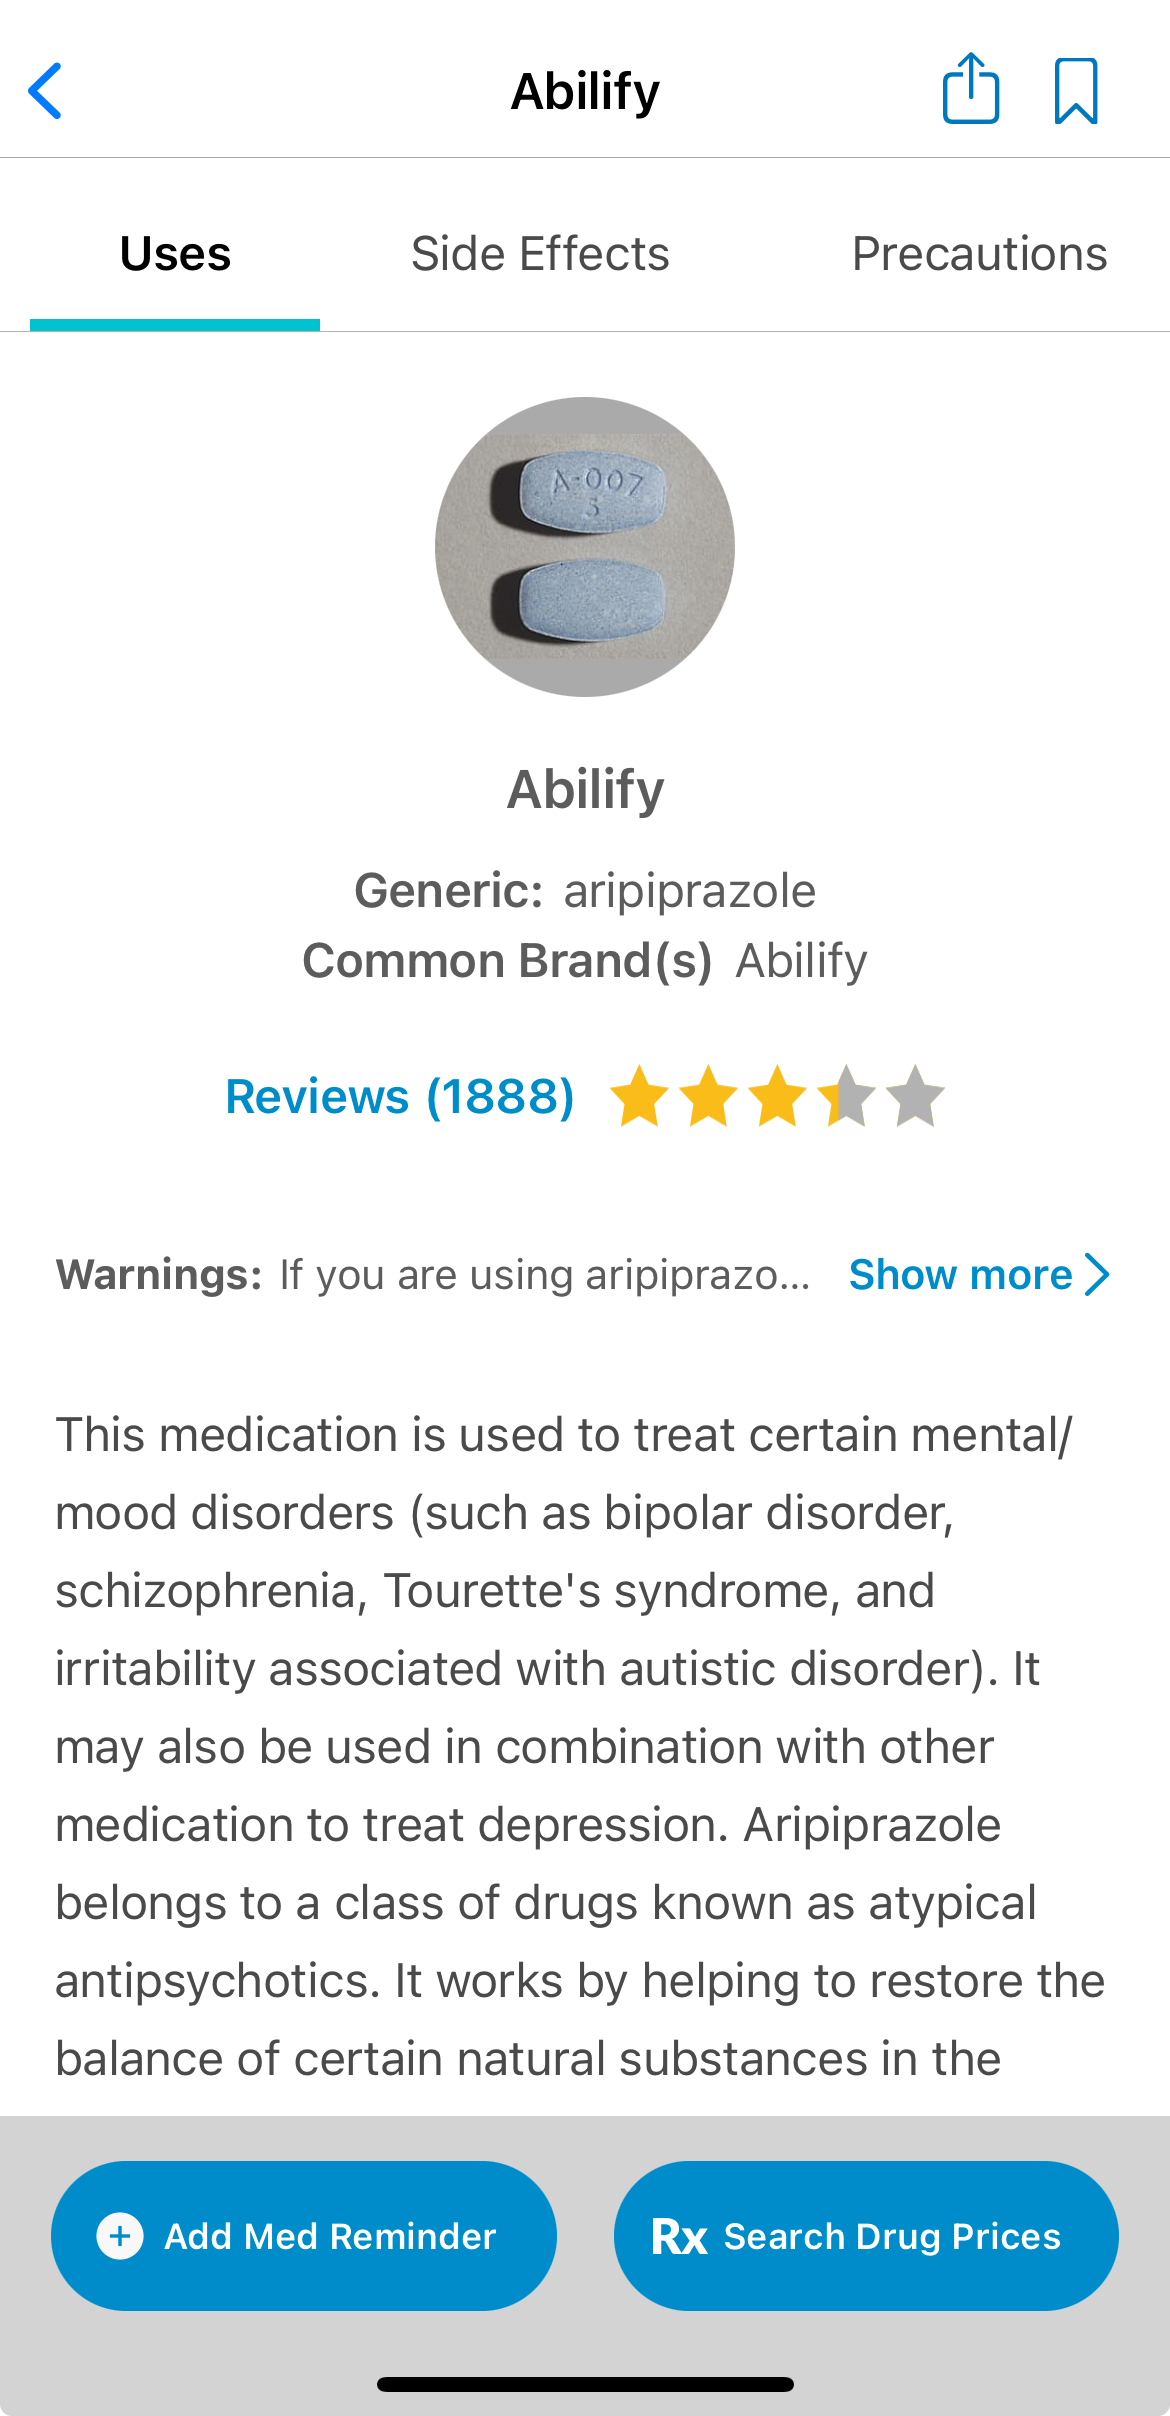 Abilify
Uses
Side Effects
Precautions
A-007
5
Abilify
Generic: aripiprazole
Common Brand(s) Abilify
Reviews (1888)
Warnings: If you are using aripiprazo... Show more
This medication is used to treat certain mental/
mood disorders (such as bipolar disorder,
schizophrenia, Tourette's syndrome, and
irritability associated with autistic disorder). It
may also be used in combination with other
medication to treat depression. Aripiprazole
belongs to a class of drugs known as atypical
antipsychotics. It works by helping to restore the
balance of certain natural substances in the
Add Med Reminder
Rx Search Drug Prices